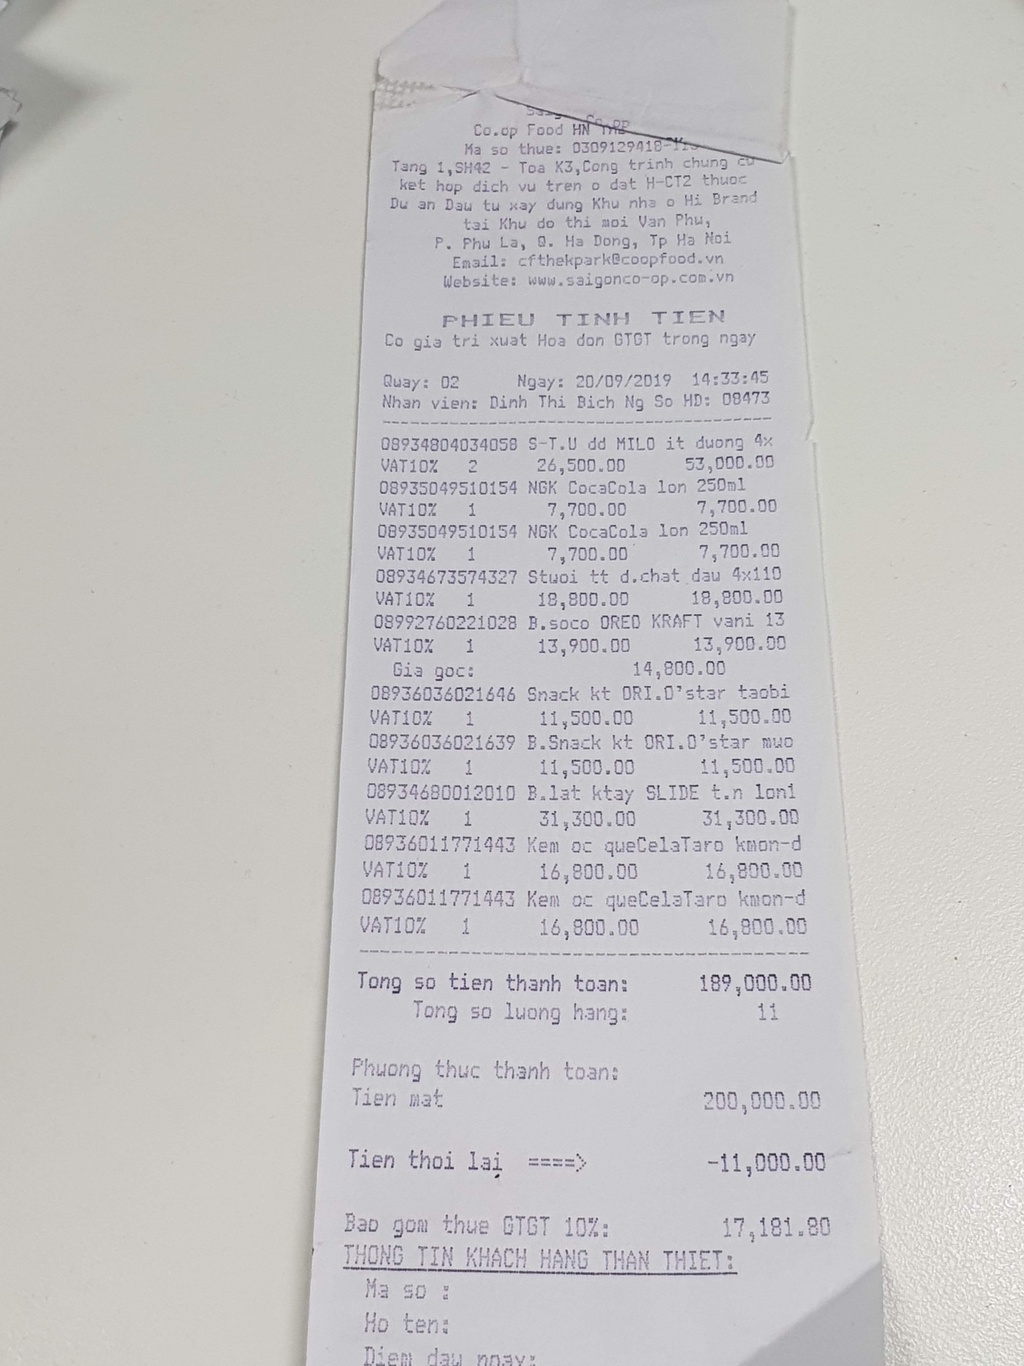 Co.op
Co.op Food HN
Ma so thue: 0309129418-
Tang 1,SH42 - Toa K3,Cong trinh chung cu
ket hop dich vu tren o dat H-CT2 thuoc
Du an Dau tu xay dung Khu nha o Hi Brand
tai Khu do thi moi Van Phu,
P. Phu La, Q. Ha Dong, Tp Ha Noi
Email: cfthekpark@coopfood.vn
Website: www.saigonco-op.com.vn
PHIEU TINH TIEN
Co gia tri xuat Hoa don GTGT trong ngay
Quay: 02 Ngay: 20/09/2019 14:33:45
Nhan vien: Dinh Thi Bich Ng So HD: 08473
08934804034058 S-T.U dd MILO it duong 4x
VAT10% 2 26,500.00 53,000.00
08935049510154 NGK CocaCola lon 250ml
VAT10% 1 7,700.00 7,700.00
08935049510154 NGK CocaCola lon 250ml
VAT10% 1 7,700.00 7,700.00
08934673574327 Stuoi tt d.chat dau 4x110
VAT10% 1 18,800.00 18,800.00
08992760221028 B.soco OREO KRAFT vani 13
VAT10% 1 13,900.00 13,900.00
Gia goc: 14,800.00
08936036021646 Snack kt ORI.O'star taobi
VAT10% 1 11,500.00 11,500.00
08936036021639 B.Snack kt ORI.O'star muo
VAT10% 1 11,500.00 11,500.00
08934680012010 B.lat ktay SLIDE t.n lon1
VAT10% 1 31,300.00 31,300.00
08936011771443 Kem oc queCelaTaro kmon-d
VAT10% 1 16,800.00 16,800.00
08936011771443 Kem oc queCelaTaro kmon-d
VAT10% 1 16,800.00 16,800.00
Tong so tien thanh toan: 189,000.00
Tong so luong hang: 11
Phuong thuc thanh toan:
Tien mat 200,000.00
Tien thoi lai ====> -11,000.00
Bao gom thue GTGT 10%: 17,181.80
THONG TIN KHACH HANG THAN THIET:
Ma so :
Ho ten:
Diem dau ngay: